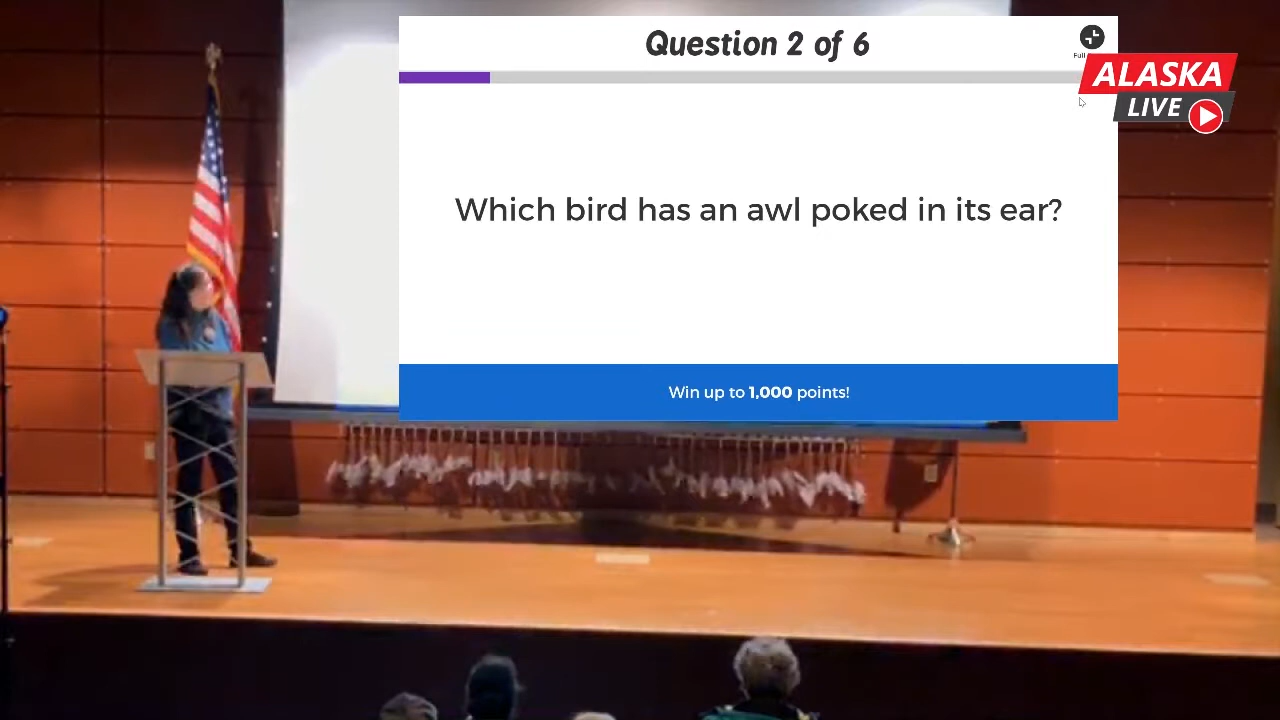 Question 2 of 6
Full
ALASKA
LIVE
Which bird has an awl poked in its ear?
Win up to 1,000 points!